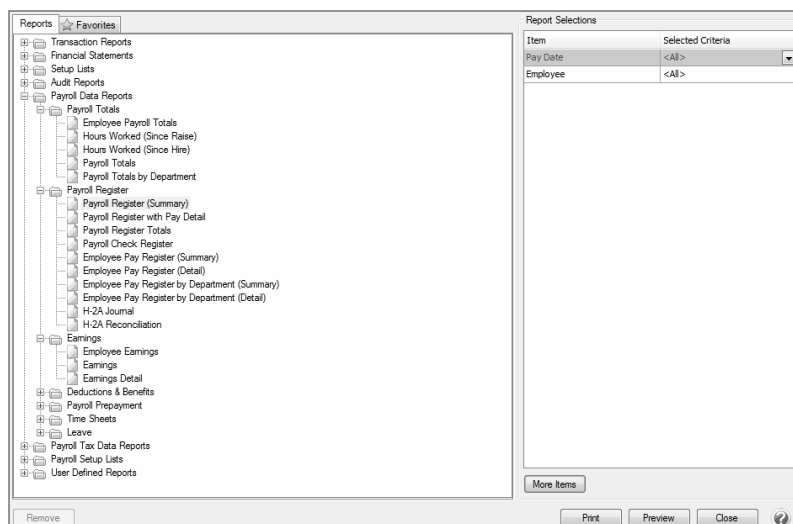 Reports Favorites
Transaction Reports
Financial Statements
Setup Lists
Audit Reports
Payroll Data Reports
Payroll Totals
Employee Payroll Totals
Hours Worked (Since Raise)
Hours Worked (Since Hire)
Payroll Totals
Payroll Totals by Department
Payroll Register
Payroll Register (Summary)
Payroll Register with Pay Detail
Payroll Register Totals
Payroll Check Register
Employee Pay Register (Summary)
Employee Pay Register (Detail)
Employee Pay Register by Department (Summary)
Employee Pay Register by Department (Detail)
H-2A Journal
H-2A Reconciliation
Earnings
Employee Earnings
Earnings
Earnings Detail
Deductions & Benefits
Payroll Prepayment
Time Sheets
Leave
Payroll Tax Data Reports
Payroll Setup Lists
User Defined Reports
Remove
Report Selections
Item Selected Criteria
Pay Date <All>
Employee <All>
More Items
Print Preview Close ?